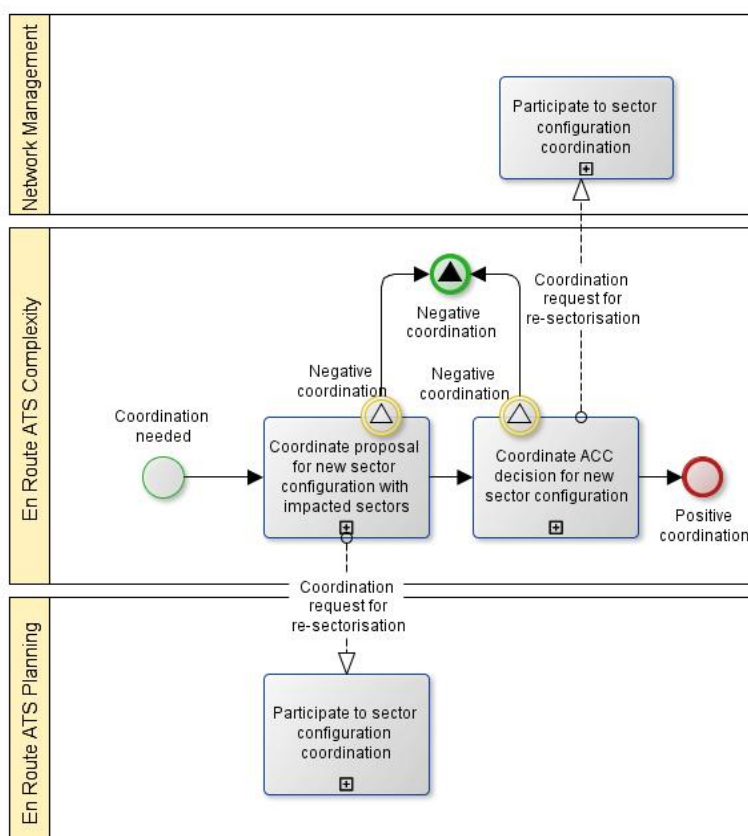 Network Management
Participate to sector
configuration
coordination
En Route ATS Complexity
Coordination
request for
re-sectorisation
Negative
coordination
Negative
coordination
Negative
coordination
Coordination
needed
Coordinate proposal
for new sector
configuration with
impacted sectors
Coordinate ACC
decision for new
sector configuration
Positive
coordination
Coordination
request for
re-sectorisation
En Route ATS Planning
Participate to sector
configuration
coordination